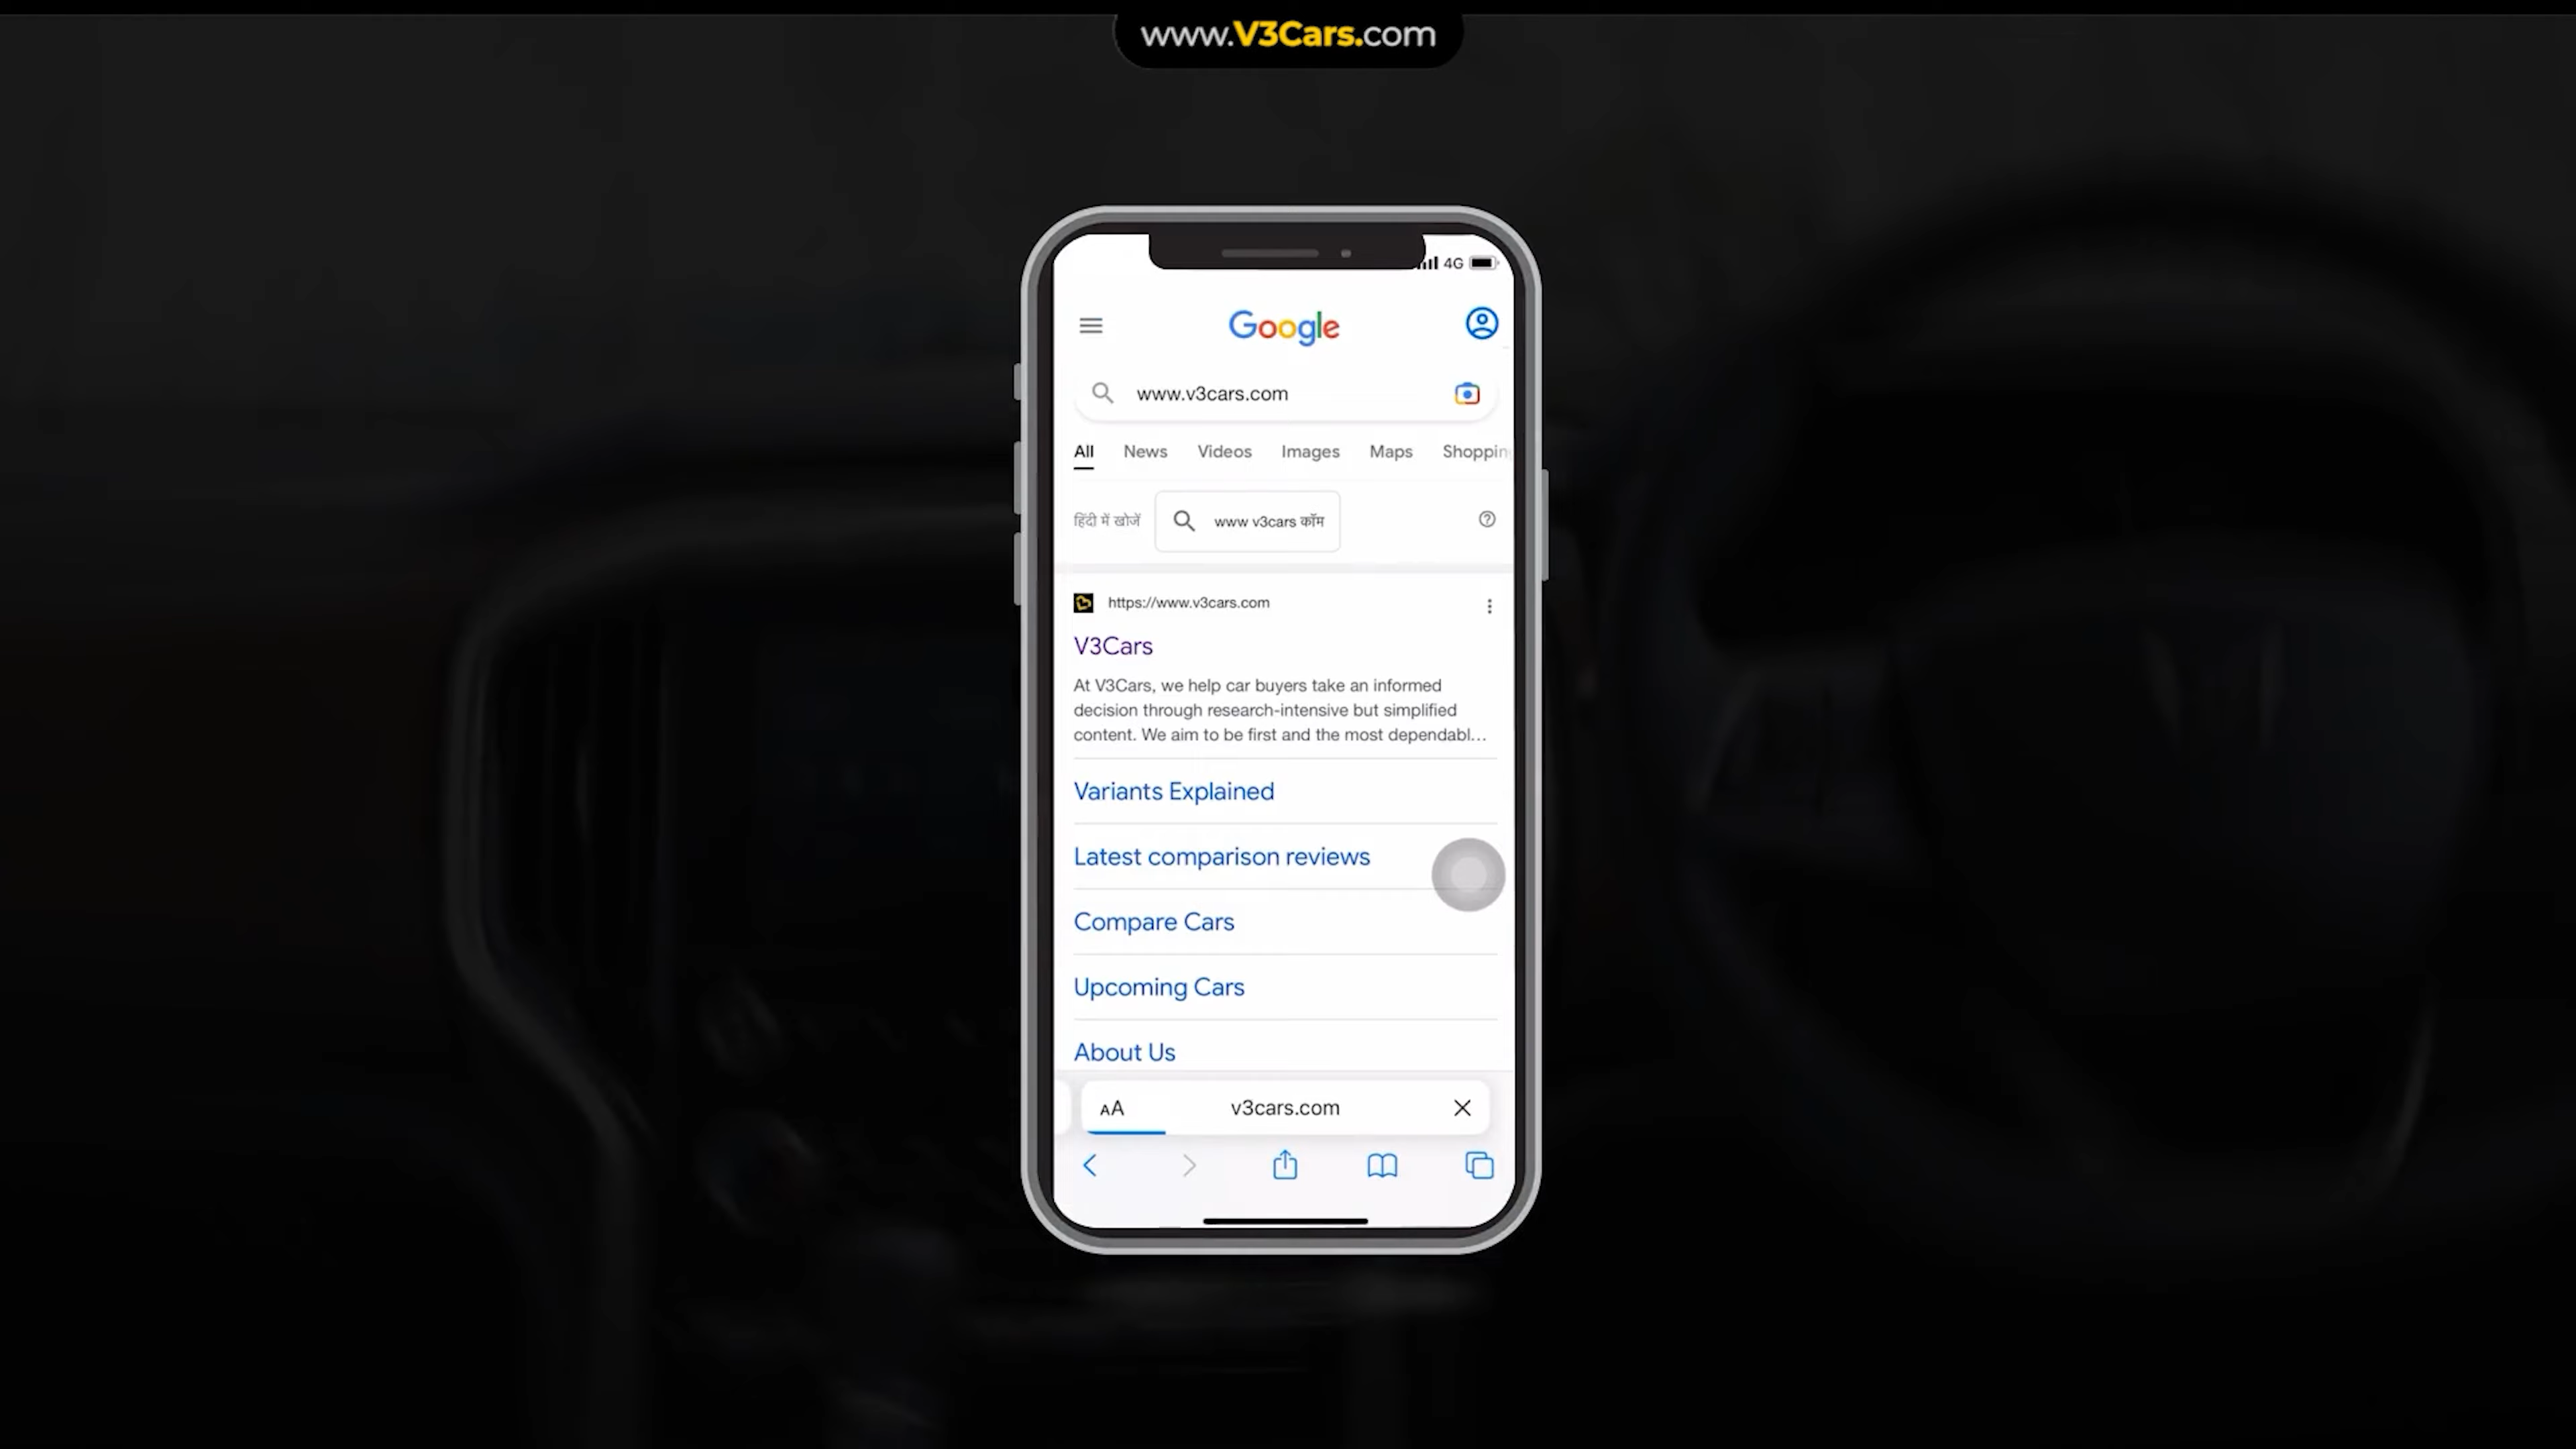 www.V3Cars.com
4G
Google
www.v3cars.com
All News Videos Images Maps Shoppin
हिंदी में खोजें www v3cars कॉम
https://www.v3cars.com
V3Cars
At V3Cars, we help car buyers take an informed
decision through research-intensive but simplified
content. We aim to be first and the most dependabl...
Variants Explained
Latest comparison reviews
Compare Cars
Upcoming Cars
About Us
AA v3cars.com